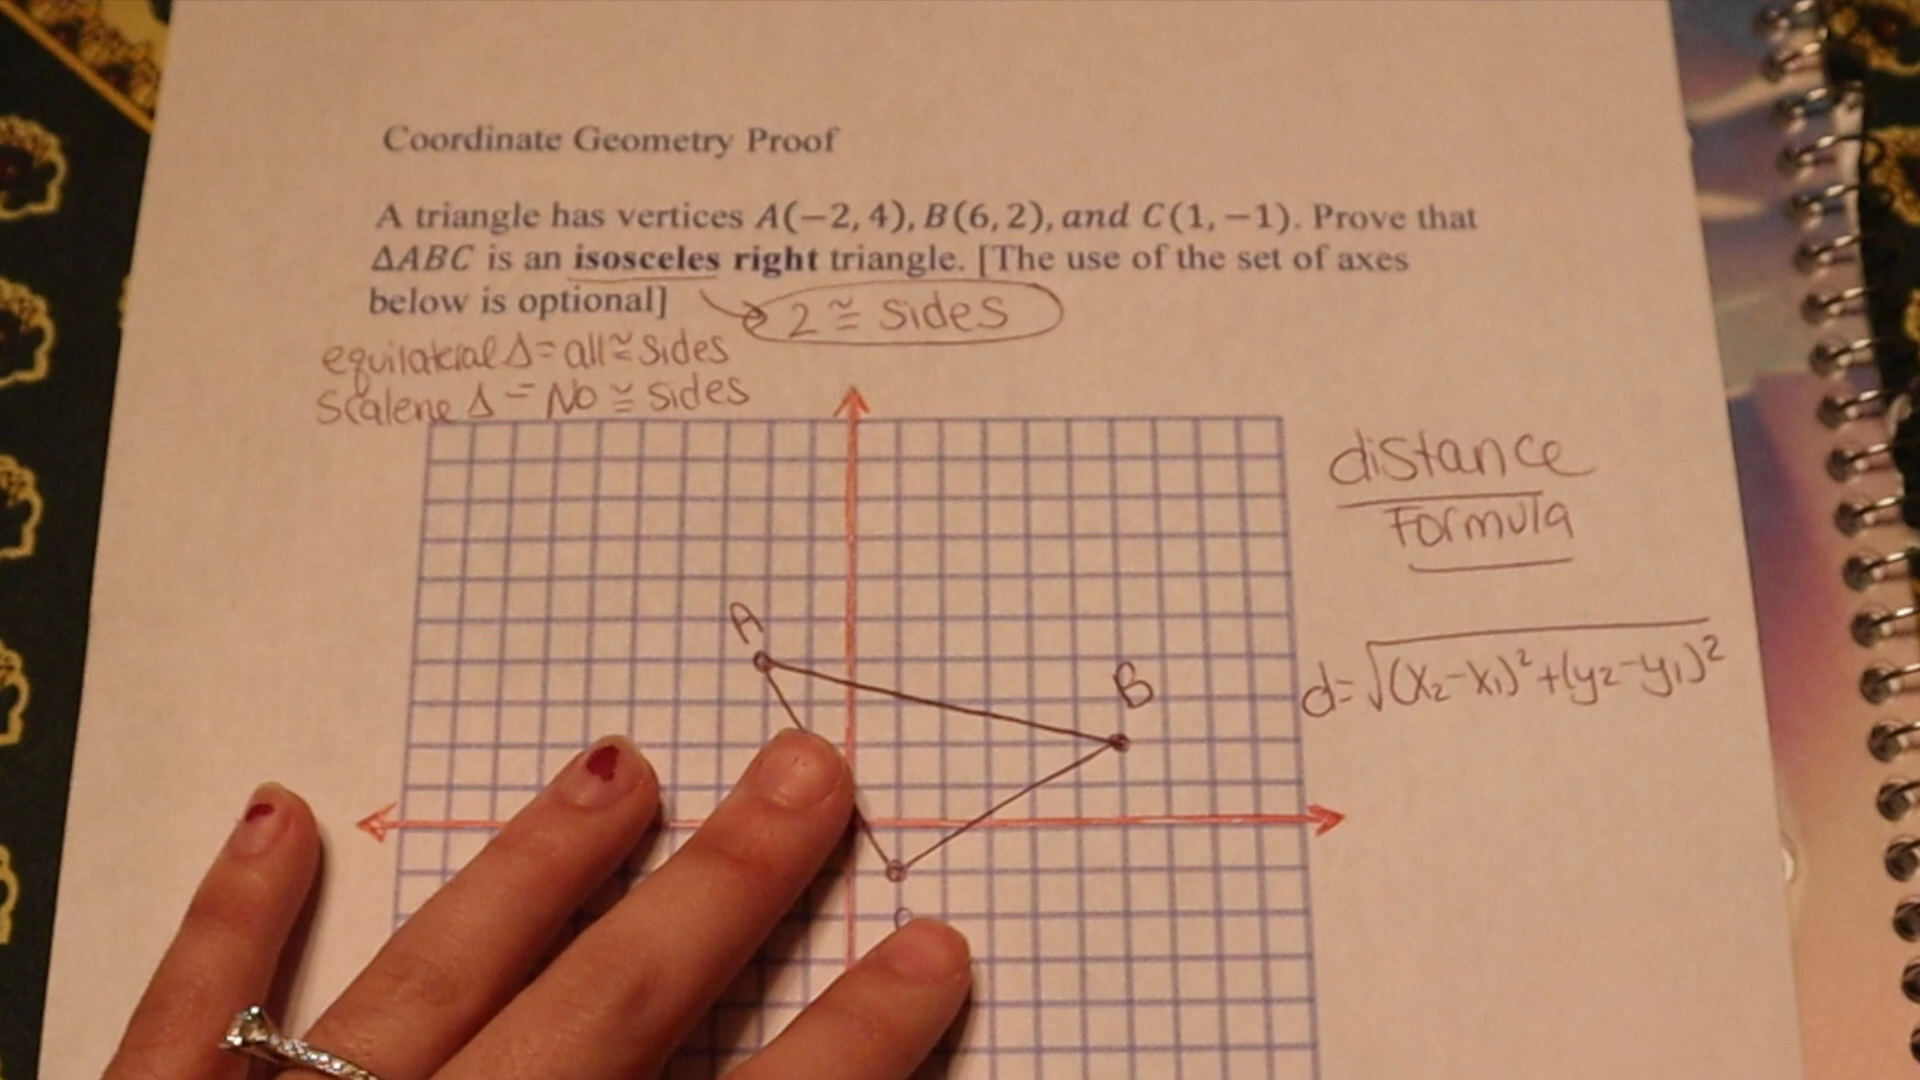 Coordinate Geometry Proof
A triangle has vertices A(−2, 4), B(6, 2), and C(1, −1). Prove that
ΔABC is an isosceles right triangle. [The use of the set of axes
below is optional]
2 ≅ sides
equilaterial Δ = all ≅ sides
Scalene Δ = No ≅ sides
distance
Formula
A
B
d=√(x₂-x₁)²+(y₂-y₁)²